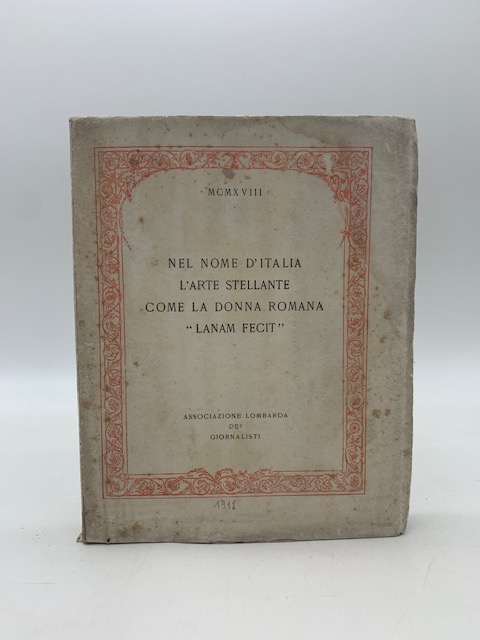 · MCMXVIII ·
NEL NOME D'ITALIA
L'ARTE STELLANTE
COME LA DONNA ROMANA
"LANAM FECIT"
ASSOCIAZIONE LOMBARDA
DEI
GIORNALISTI
1918